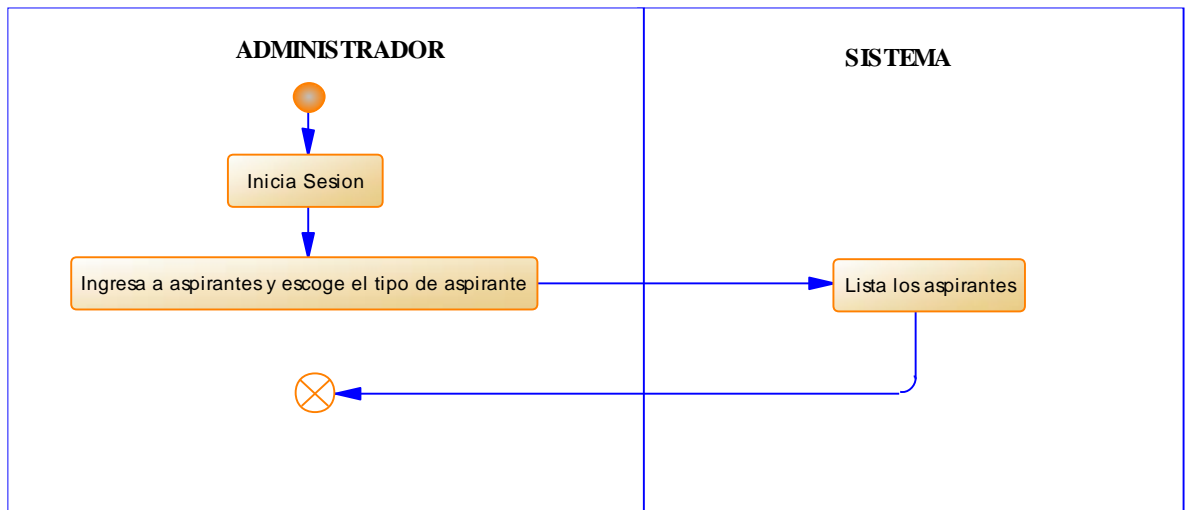 ADMINISTRADOR
SISTEMA
Inicia Sesion
Ingresa a aspirantes y escoge el tipo de aspirante
Lista los aspirantes